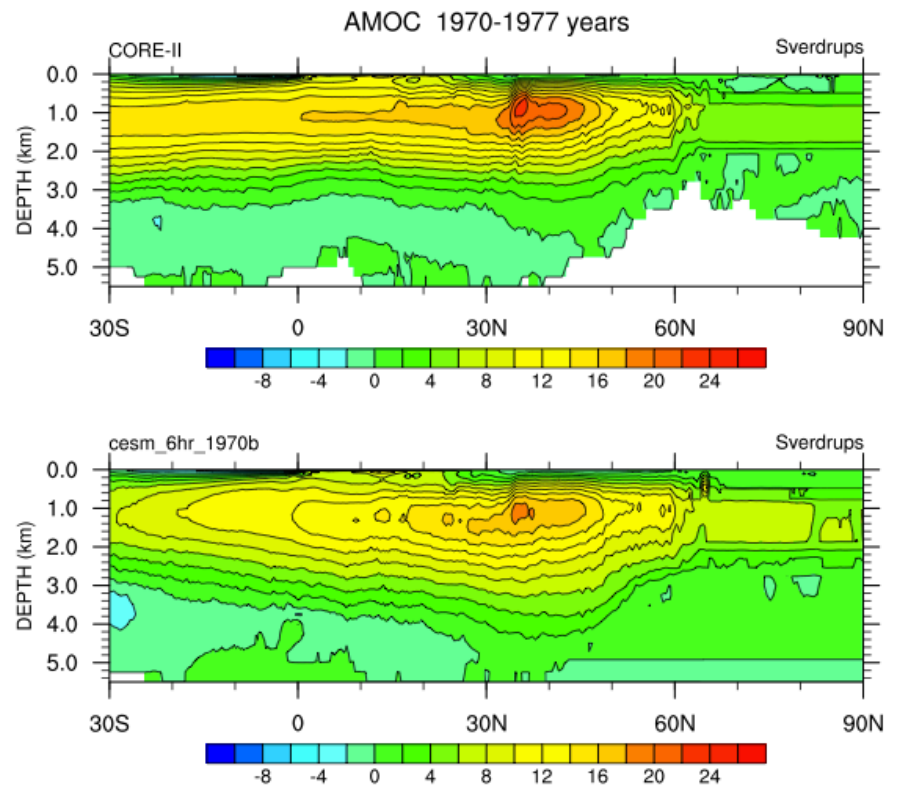 AMOC 1970-1977 years
CORE-II Sverdrups
0.0
1.0
2.0
3.0
4.0
5.0
DEPTH (km)
30S 0 30N 60N 90N
-8 -4 0 4 8 12 16 20 24
cesm_6hr_1970b Sverdrups
0.0
1.0
2.0
3.0
4.0
5.0
DEPTH (km)
30S 0 30N 60N 90N
-8 -4 0 4 8 12 16 20 24